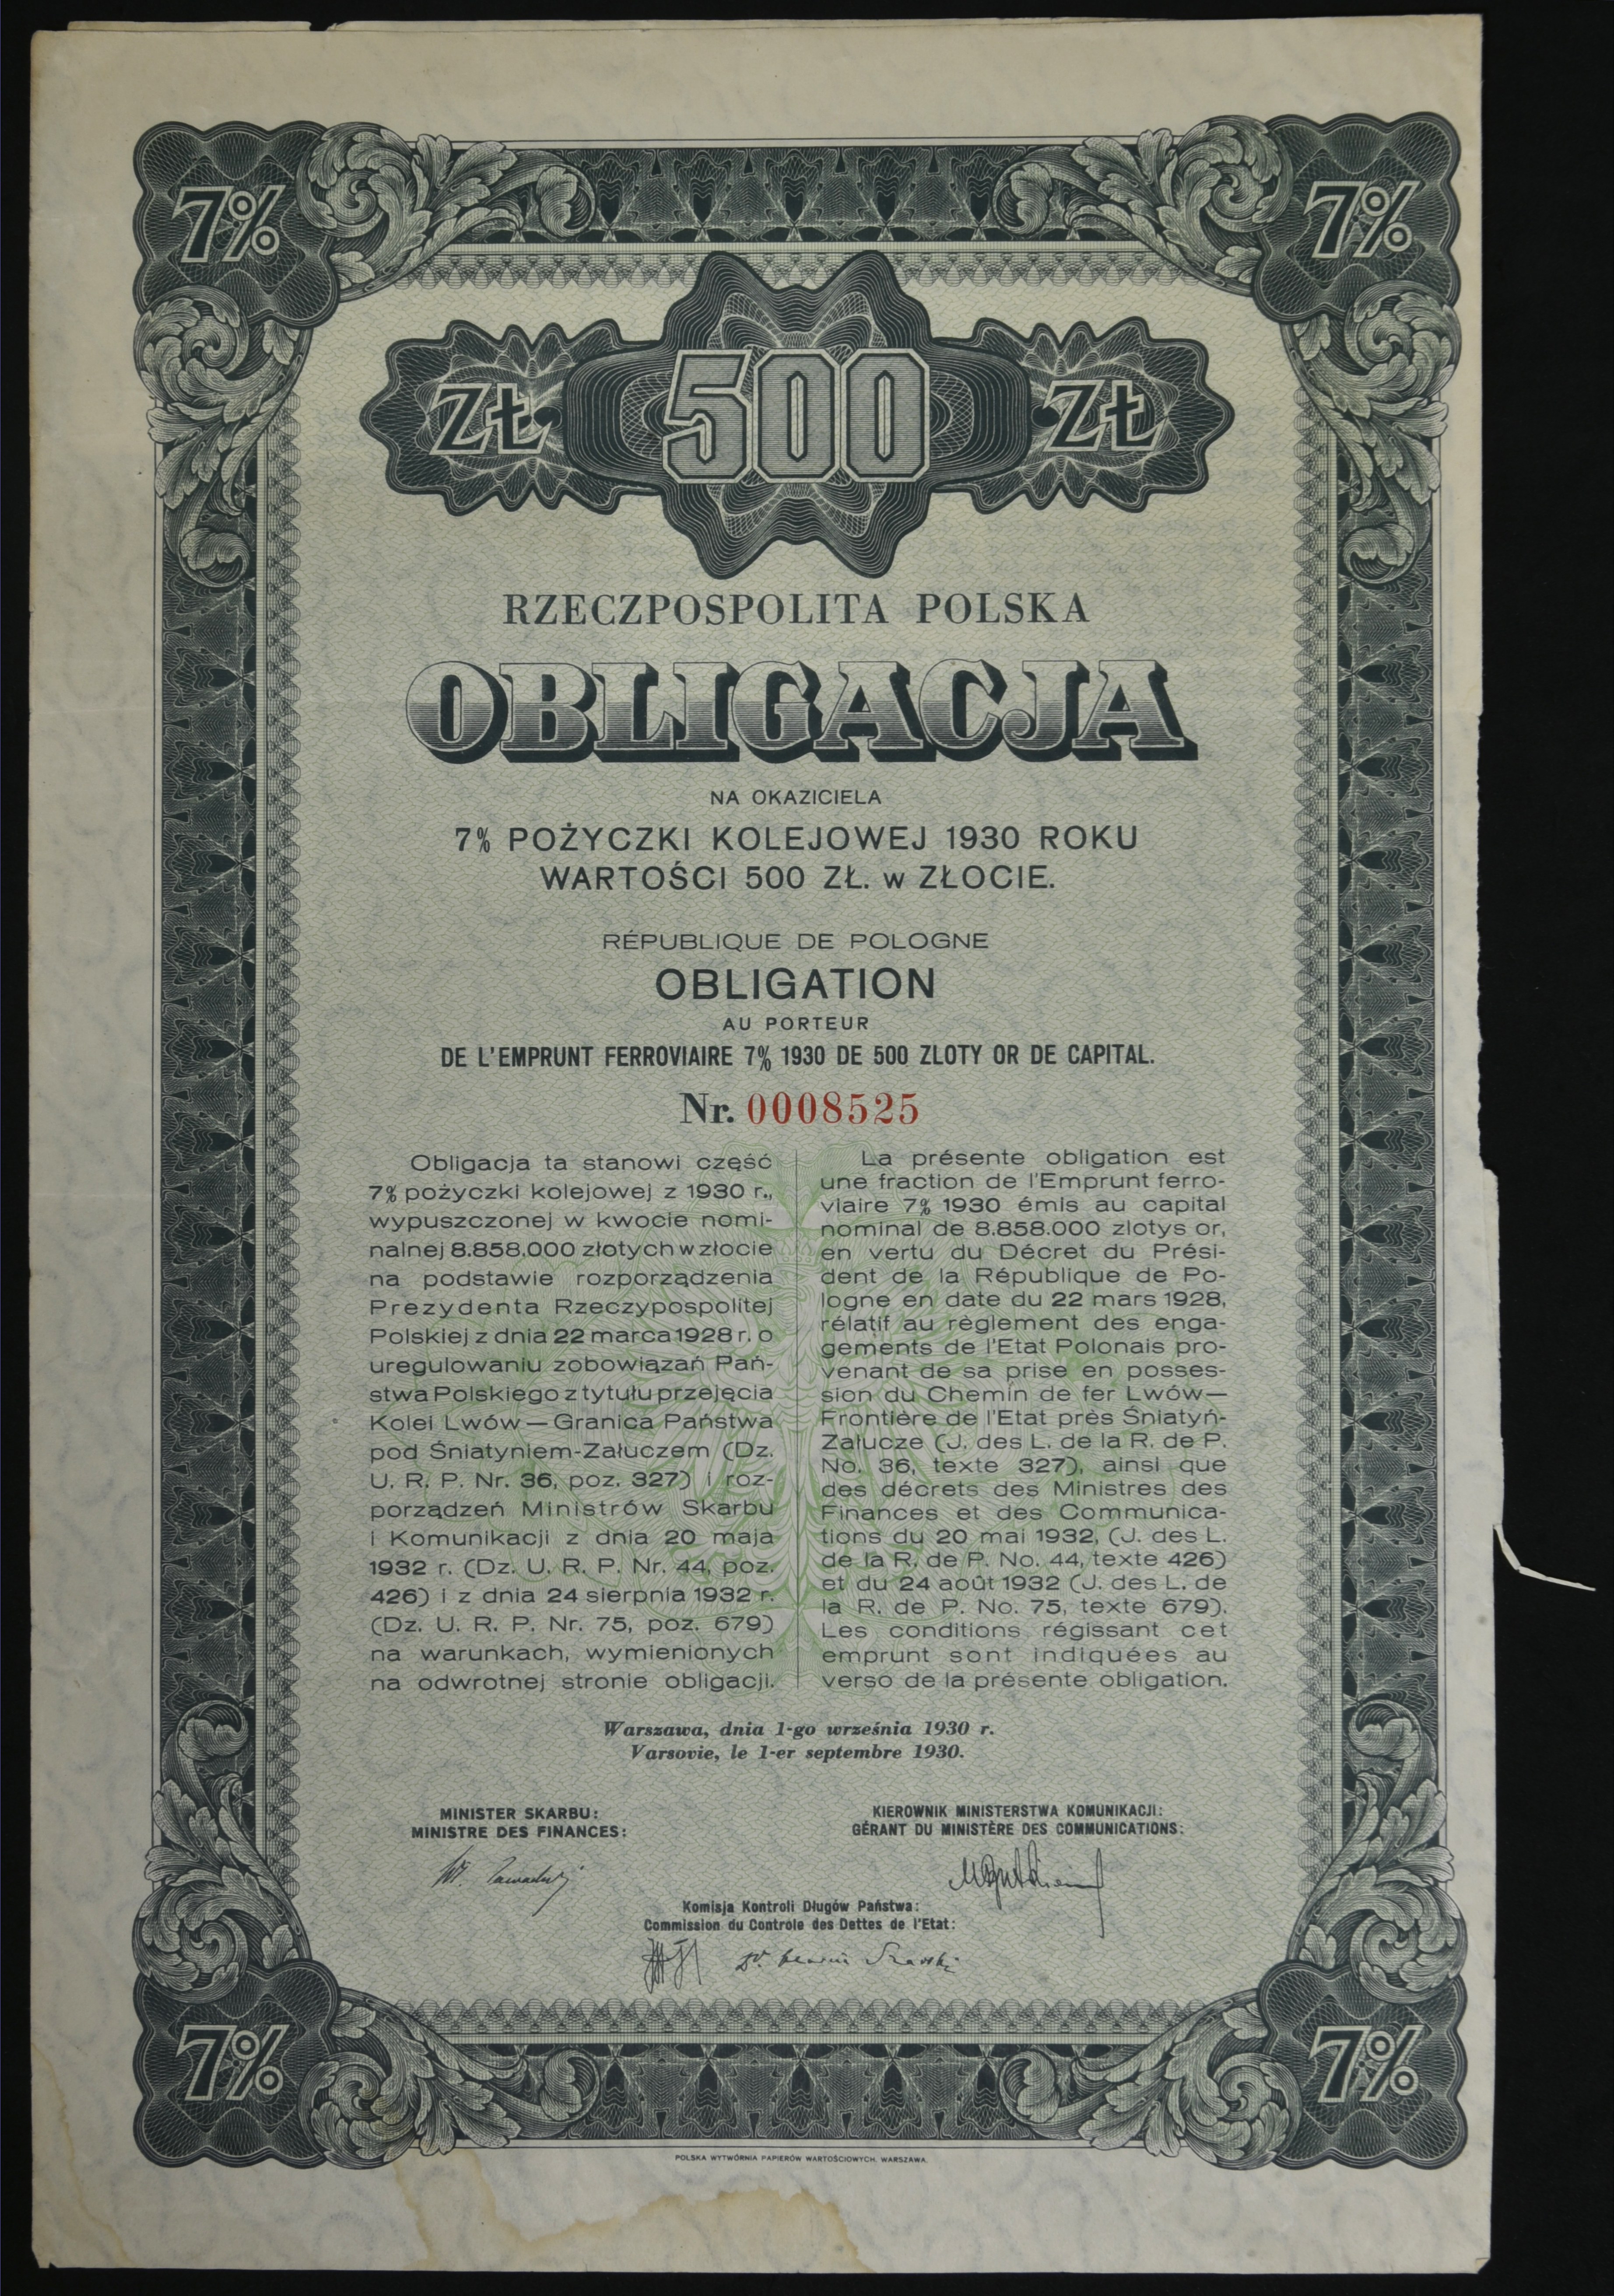 7%
7%
ZŁ 500 ZŁ
RZECZPOSPOLITA POLSKA
OBLIGACJA
NA OKAZICIELA
7% POŻYCZKI KOLEJOWEJ 1930 ROKU
WARTOŚCI 500 ZŁ. w ZŁOCIE.
RÉPUBLIQUE DE POLOGNE
OBLIGATION
AU PORTEUR
DE L'EMPRUNT FERROVIAIRE 7% 1930 DE 500 ZLOTY OR DE CAPITAL.
Nr. 0008525
Obligacja ta stanowi część
7% pożyczki kolejowej z 1930 r.,
wypuszczonej w kwocie nomi-
nalnej 8.858.000 złotych w złocie
na podstawie rozporządzenia
Prezydenta Rzeczypospolitej
Polskiej z dnia 22 marca 1928 r. o
uregulowaniu zobowiązań Pań-
stwa Polskiego z tytułu przejęcia
Kolei Lwów — Granica Państwa
pod Śniatyniem-Załuczem (Dz.
U. R. P. Nr. 36, poz. 327) i roz-
porządzeń Ministrów Skarbu
i Komunikacji z dnia 20 maja
1932 r. (Dz. U. R. P. Nr. 44, poz.
426) i z dnia 24 sierpnia 1932 r.
(Dz. U. R. P. Nr. 75, poz. 679)
na warunkach, wymienionych
na odwrotnej stronie obligacji.
La présente obligation est
une fraction de l'Emprunt ferro-
viaire 7% 1930 émis au capital
nominal de 8.858.000 zlotys or,
en vertu du Décret du Prési-
dent de la République de Po-
logne en date du 22 mars 1928,
rélatif au règlement des enga-
gements de l'Etat Polonais pro-
venant de sa prise en posses-
sion du Chemin de fer Lwów—
Frontière de l'Etat près Śniatyń-
Załucze (J. des L. de la R. de P.
No. 36, texte 327), ainsi que
des décrets des Ministres des
Finances et des Communica-
tions du 20 mai 1932, (J. des L.
de la R. de P. No. 44, texte 426)
et du 24 août 1932 (J. des L. de
la R. de P. No. 75, texte 679).
Les conditions régissant cet
emprunt sont indiquées au
verso de la présente obligation.
Warszawa, dnia 1-go września 1930 r.
Varsovie, le 1-er septembre 1930.
MINISTER SKARBU:
MINISTRE DES FINANCES:
KIEROWNIK MINISTERSTWA KOMUNIKACJI:
GÉRANT DU MINISTÈRE DES COMMUNICATIONS:
Komisja Kontroli Długów Państwa:
Commission du Contrôle des Dettes de l'Etat:
7%
7%
POLSKA WYTWÓRNIA PAPIERÓW WARTOŚCIOWYCH. WARSZAWA.